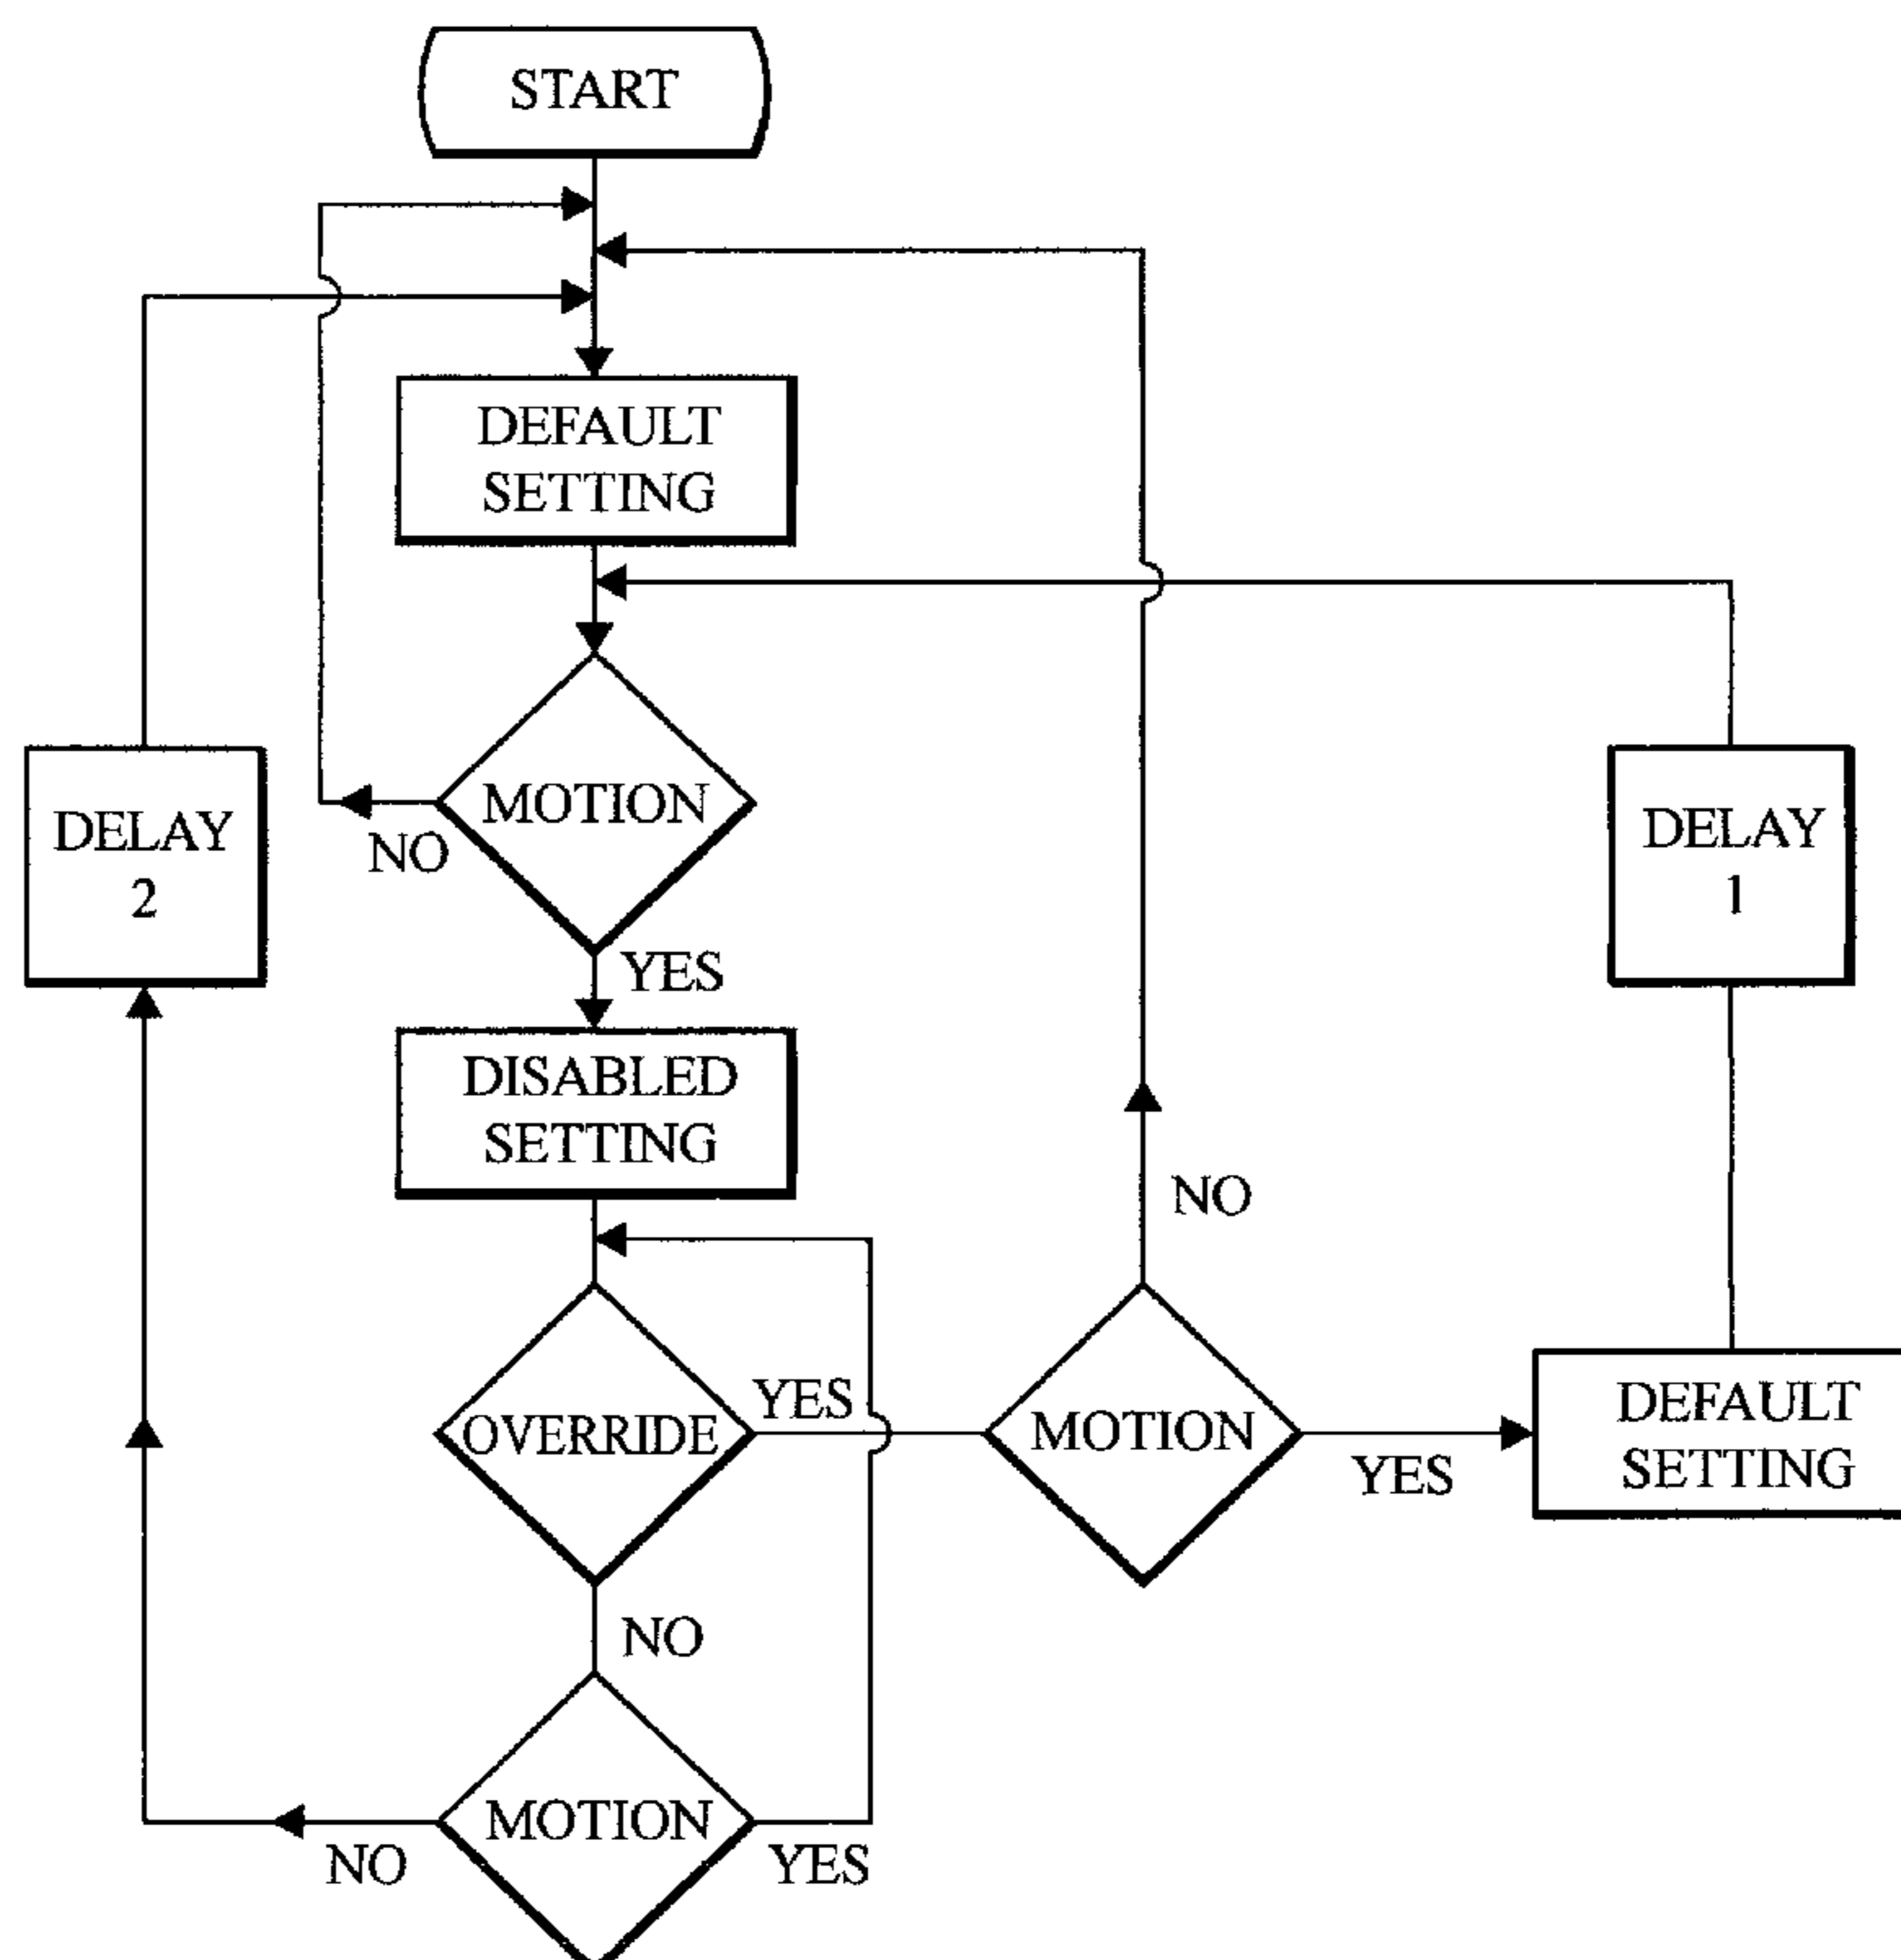 START
DEFAULT
SETTING
MOTION
NO
YES
DELAY
2
DELAY
1
DISABLED
SETTING
NO
OVERRIDE
YES
MOTION
YES
DEFAULT
SETTING
NO
MOTION
NO
YES